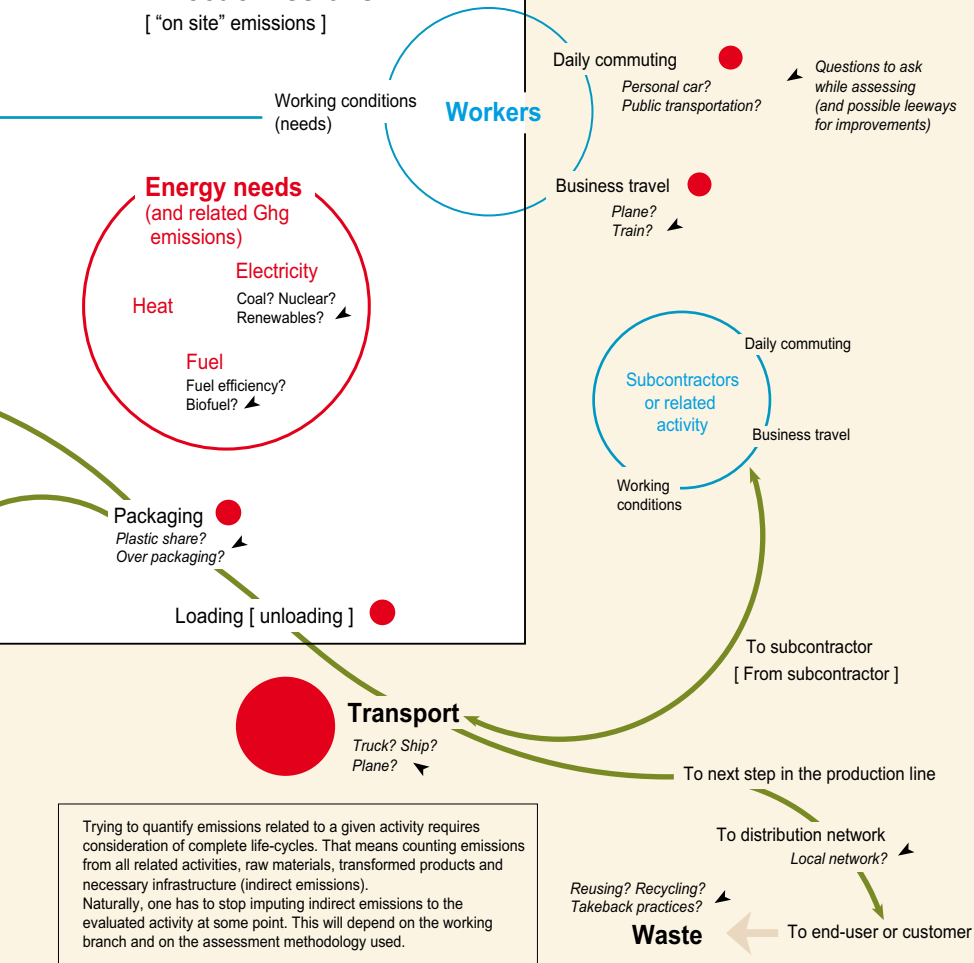 [ “on site” emissions ]
Daily commuting
Personal car?
Public transportation?
Questions to ask
while assessing
(and possible leeways
for improvements)
Working conditions
(needs)
Workers
Business travel
Plane?
Train?
Energy needs
(and related Ghg
emissions)
Electricity
Coal? Nuclear?
Renewables?
Heat
Fuel
Fuel efficiency?
Biofuel?
Daily commuting
Subcontractors
or related
activity
Business travel
Working
conditions
Packaging
Plastic share?
Over packaging?
Loading [ unloading ]
To subcontractor
[ From subcontractor ]
Transport
Truck? Ship?
Plane?
To next step in the production line
To distribution network
Local network?
Reusing? Recycling?
Takeback practices?
Waste
To end-user or customer
Trying to quantify emissions related to a given activity requires
consideration of complete life-cycles. That means counting emissions
from all related activities, raw materials, transformed products and
necessary infrastructure (indirect emissions).
Naturally, one has to stop imputing indirect emissions to the
evaluated activity at some point. This will depend on the working
branch and on the assessment methodology used.